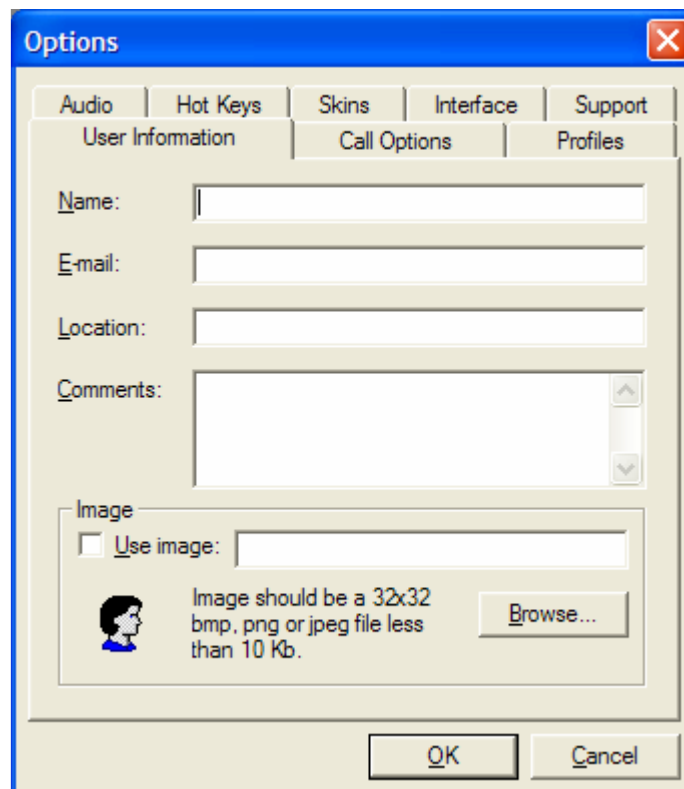 Options
Audio Hot Keys Skins Interface Support
User Information Call Options Profiles
Name:
E-mail:
Location:
Comments:
Image
Use image:
Image should be a 32x32
bmp, png or jpeg file less
than 10 Kb.
Browse...
OK Cancel